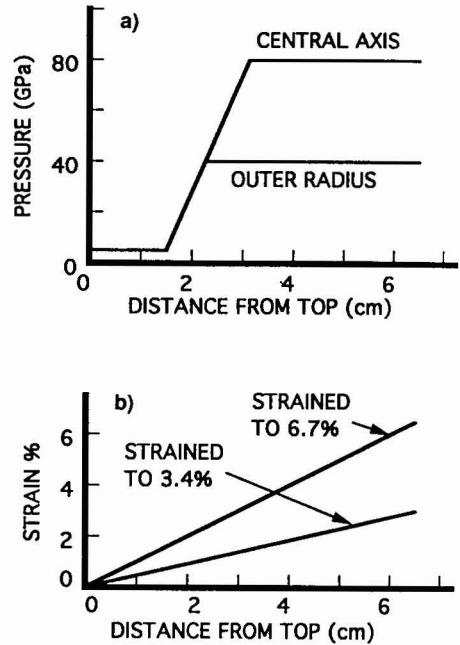 a)
CENTRAL AXIS
80
40
0
OUTER RADIUS
PRESSURE (GPa)
0 2 4 6
DISTANCE FROM TOP (cm)
b)
STRAINED
TO 6.7%
STRAINED
TO 3.4%
6
4
2
0
STRAIN %
0 2 4 6
DISTANCE FROM TOP (cm)